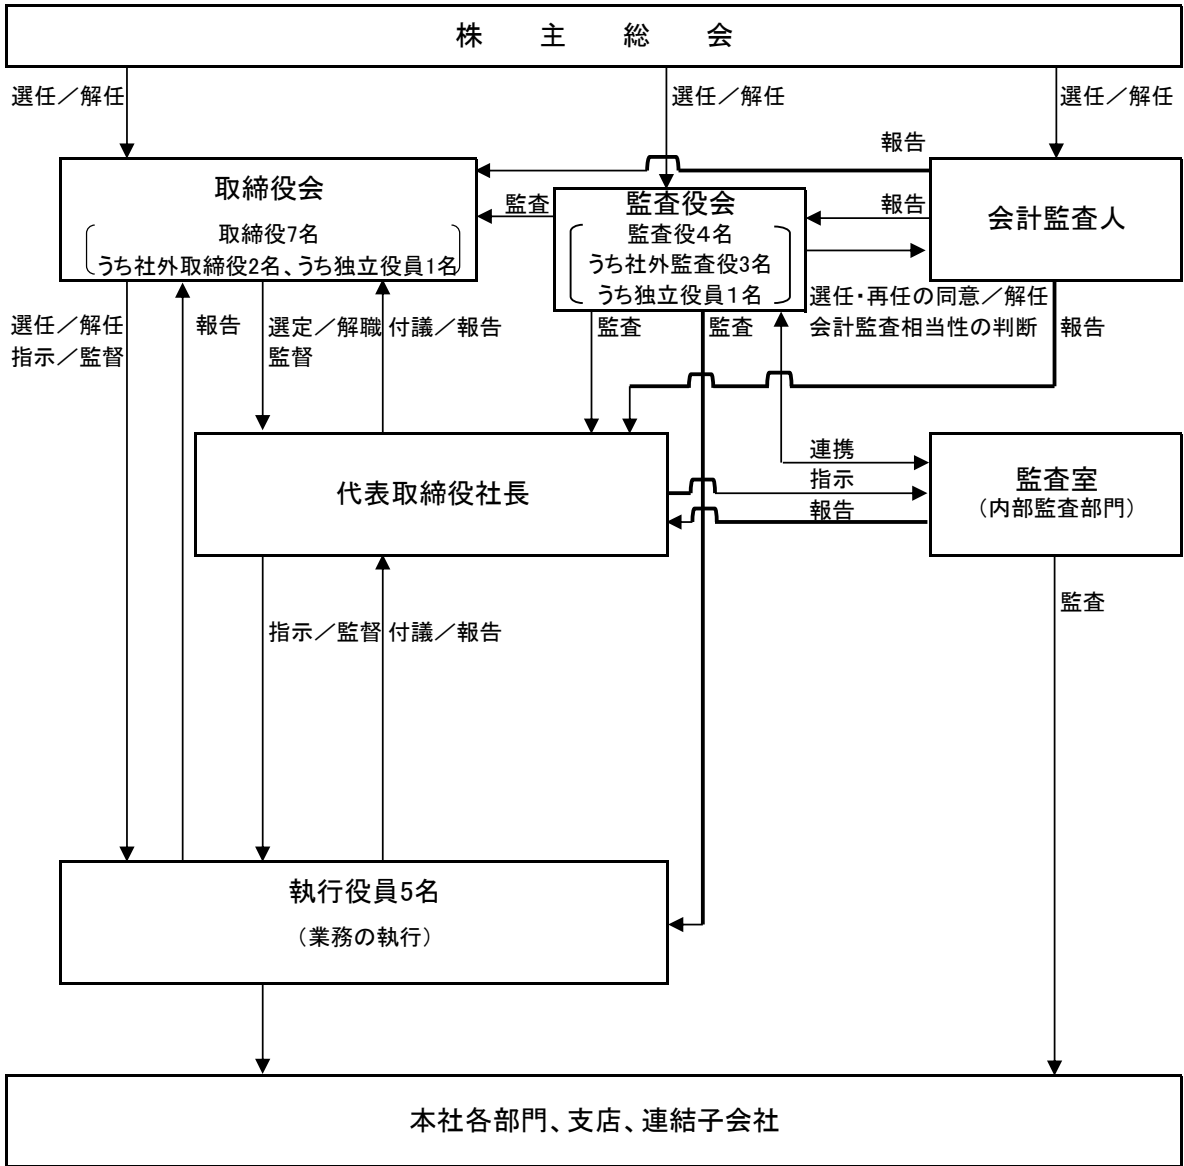 株 主 総 会
選任／解任
選任／解任
選任／解任
報告
取締役会
取締役7名
うち社外取締役2名、うち独立役員1名
監査
監査役会
監査役４名
うち社外監査役3名
うち独立役員１名
報告
会計監査人
選任・再任の同意／解任
会計監査相当性の判断
報告
選任／解任
指示／監督
報告
選定／解職
監督
付議／報告
監査
監査
代表取締役社長
連携
指示
報告
監査室
（内部監査部門）
監査
指示／監督
付議／報告
執行役員5名
（業務の執行）
本社各部門、支店、連結子会社